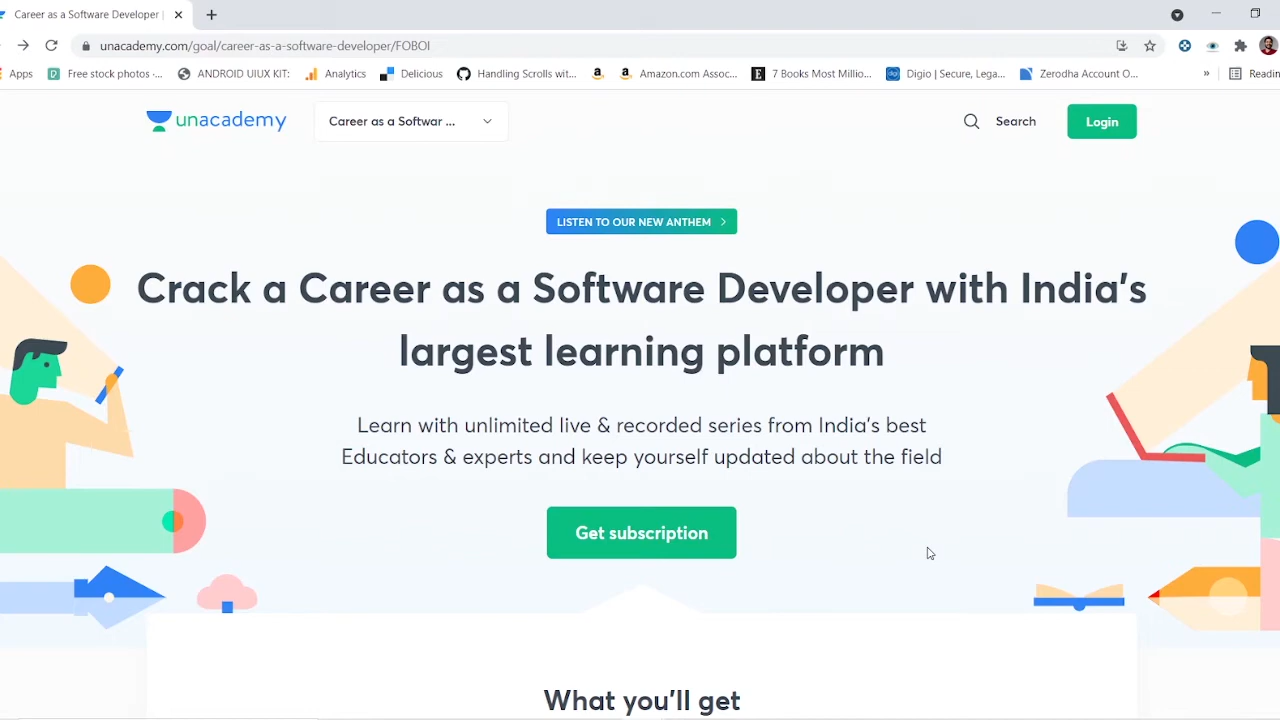 Career as a Software Developer |
unacademy.com/goal/career-as-a-software-developer/FOBOI
Apps
Free stock photos -...
ANDROID UIUX KIT:
Analytics
Delicious
Handling Scrolls wit...
Amazon.com Assoc...
7 Books Most Millio...
Digio | Secure, Lega...
Zerodha Account O...
»
Readin
unacademy
Career as a Softwar ...
Search
Login
LISTEN TO OUR NEW ANTHEM
Crack a Career as a Software Developer with India's
largest learning platform
Learn with unlimited live & recorded series from India's best
Educators & experts and keep yourself updated about the field
Get subscription
What you'll get